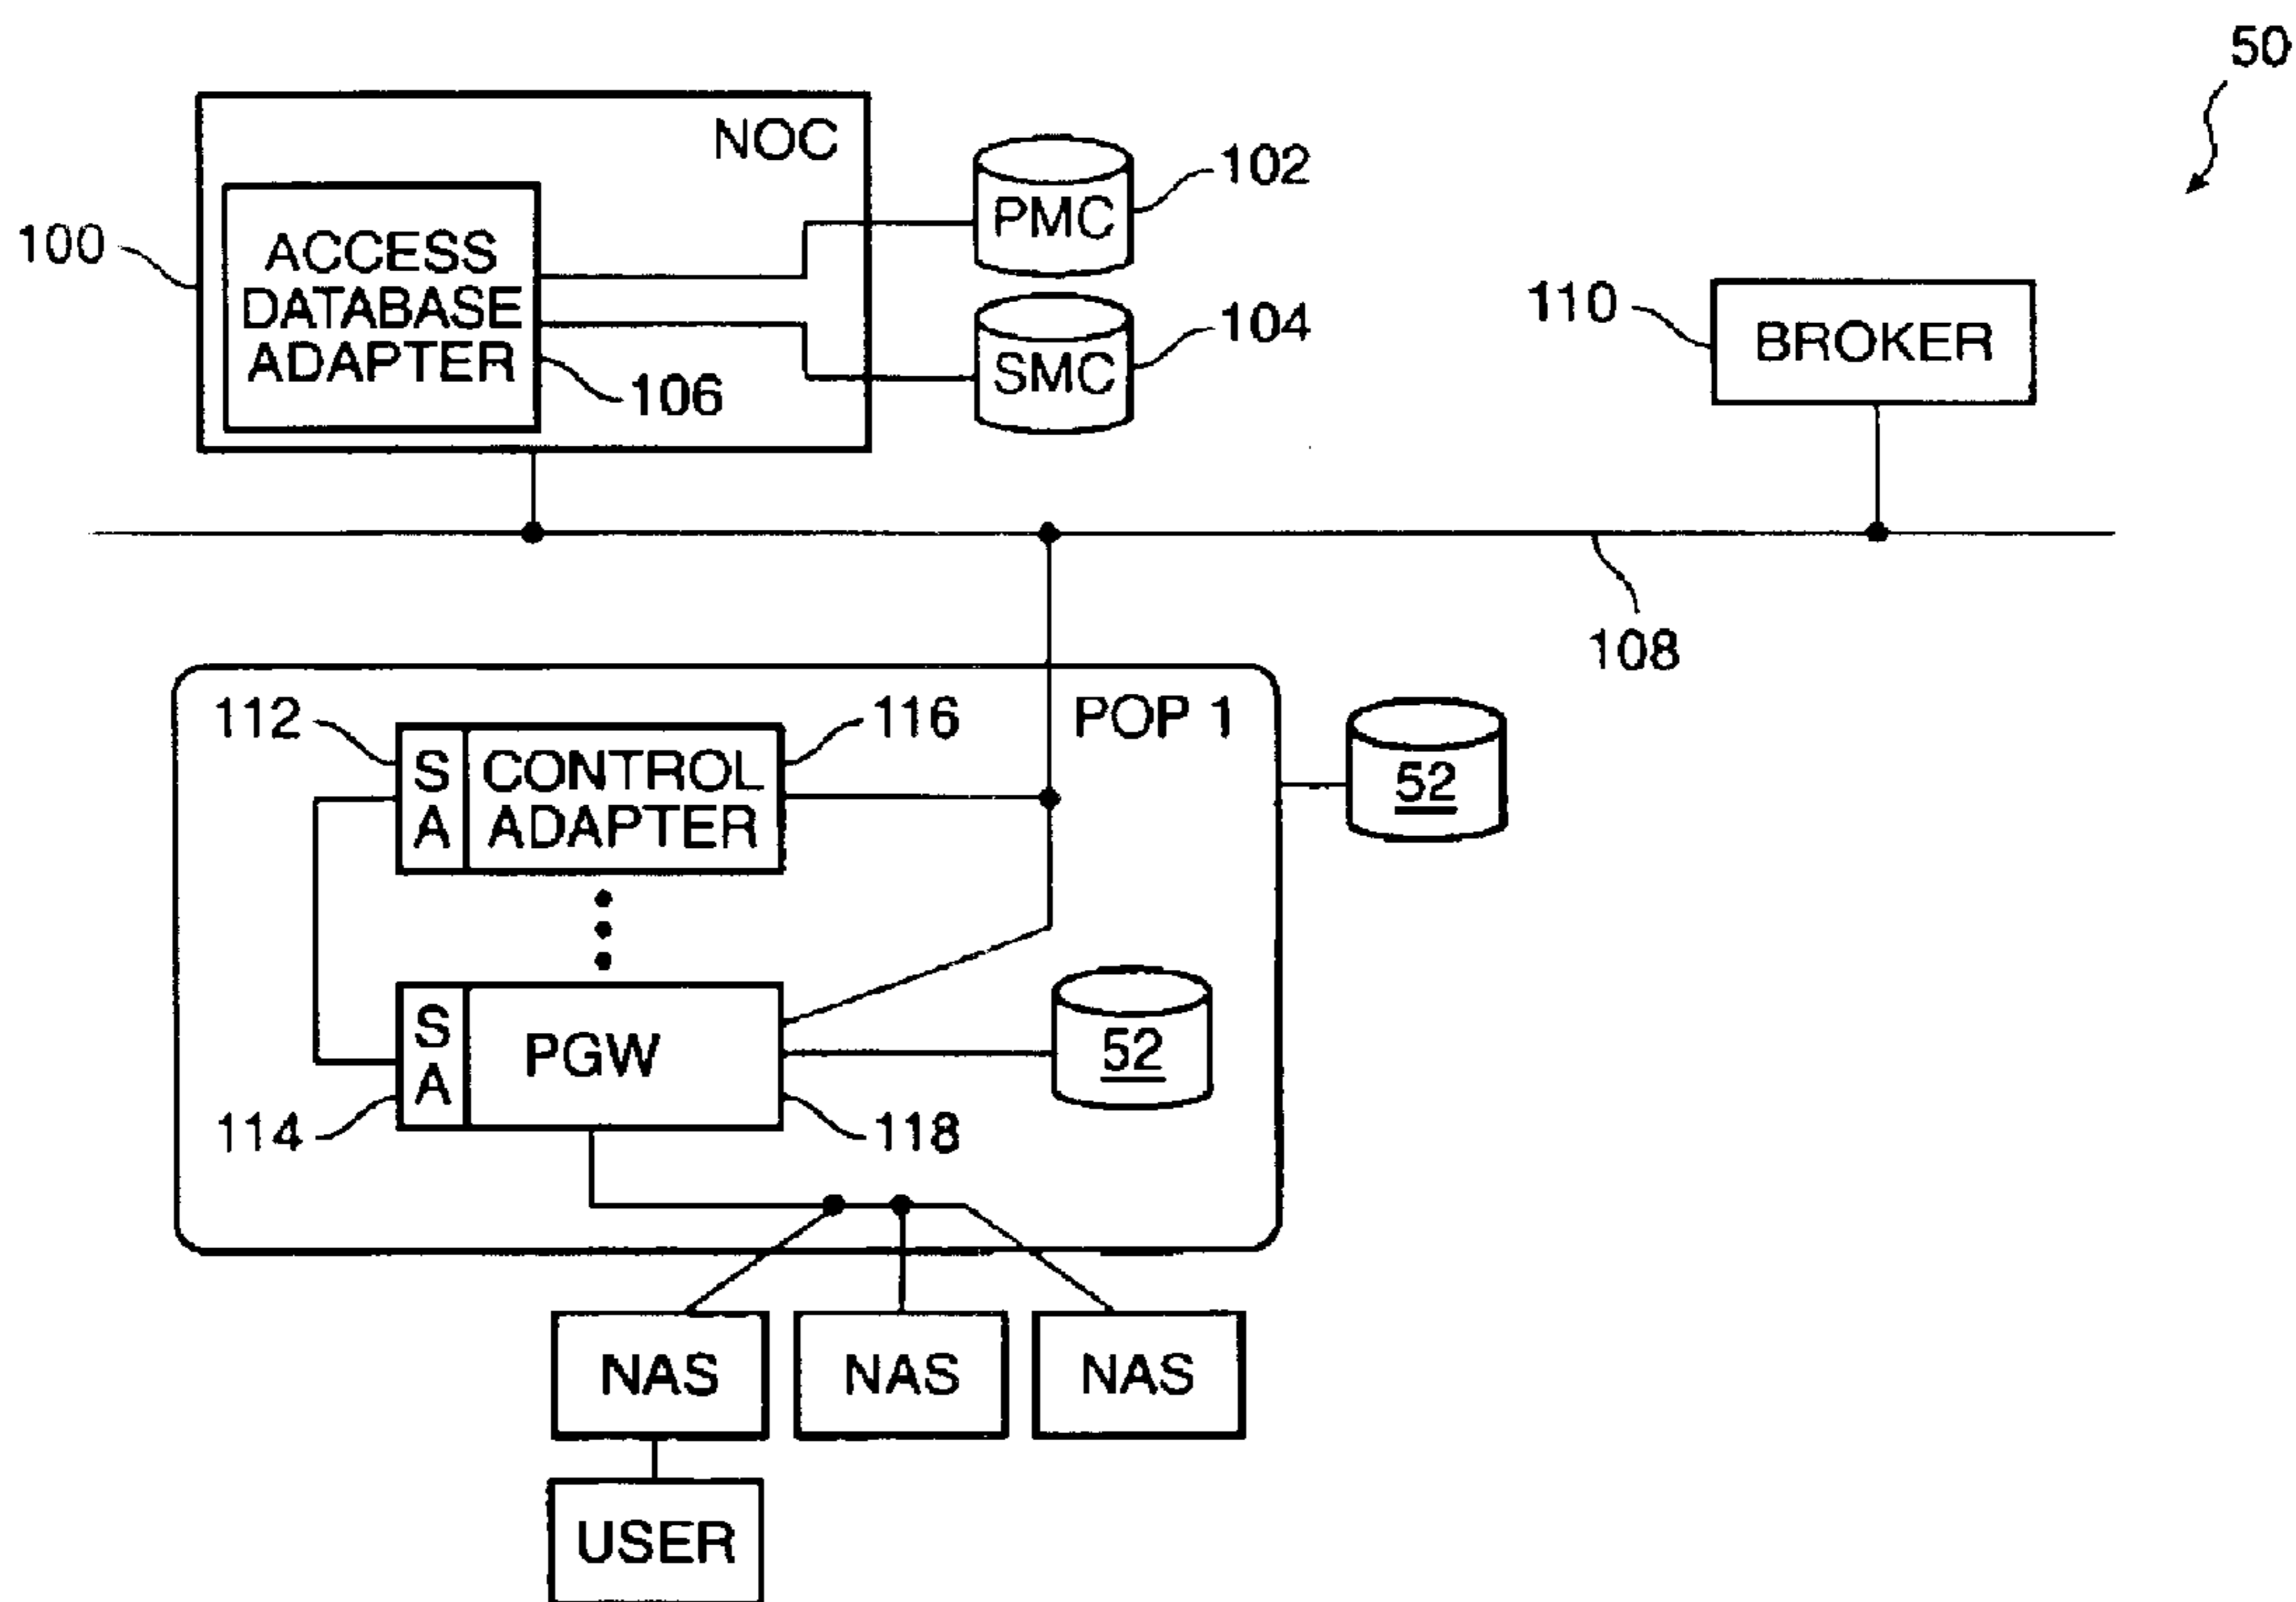 50
NOC
100
ACCESS
DATABASE
ADAPTER
106
PMC
102
SMC
104
110
BROKER
108
POP 1
112
S
A
CONTROL
ADAPTER
116
52
S
A
PGW
114
118
52
NAS
NAS
NAS
USER